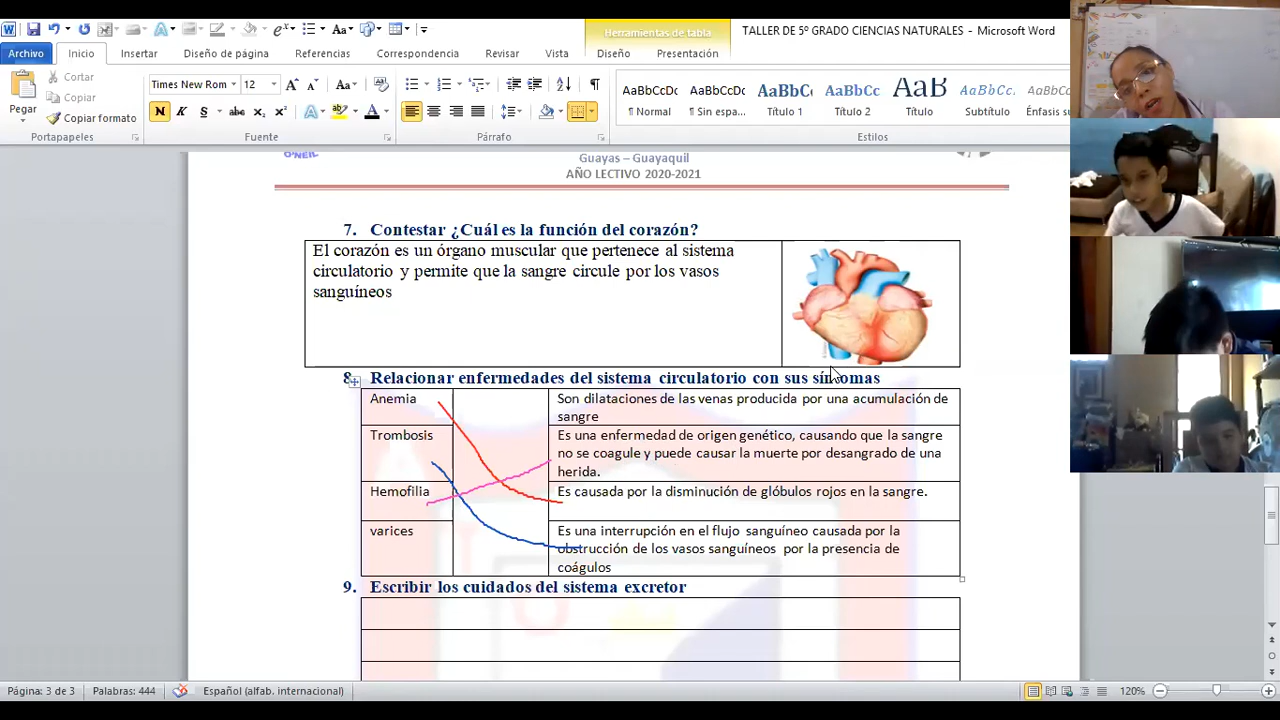 TALLER DE 5º GRADO CIENCIAS NATURALES - Microsoft Word
Herramientas de tabla
Archivo Inicio Insertar Diseño de página Referencias Correspondencia Revisar Vista Diseño Presentación
Cortar
Copiar
Copiar formato
Pegar
Times New Rom 12
N K S abc x₂ x² A
AaBbCcDc AaBbCcDc AaBbC AaBbCc AaB AaBbCc.
¶ Normal ¶ Sin espa... Título 1 Título 2 Título Subtítulo Énfasis
Portapapeles Fuente Párrafo Estilos
O'NEIL
Guayas – Guayaquil
AÑO LECTIVO 2020-2021
7. Contestar ¿Cuál es la función del corazón?
El corazón es un órgano muscular que pertenece al sistema
circulatorio y permite que la sangre circule por los vasos
sanguíneos
8. Relacionar enfermedades del sistema circulatorio con sus síntomas
Anemia
Son dilataciones de las venas producida por una acumulación de
sangre
Trombosis
Es una enfermedad de origen genético, causando que la sangre
no se coagule y puede causar la muerte por desangrado de una
herida.
Hemofilia
Es causada por la disminución de glóbulos rojos en la sangre.
varices
Es una interrupción en el flujo sanguíneo causada por la
obstrucción de los vasos sanguíneos por la presencia de
coágulos
9. Escribir los cuidados del sistema excretor
Página: 3 de 3 Palabras: 444 Español (alfab. internacional) 120%